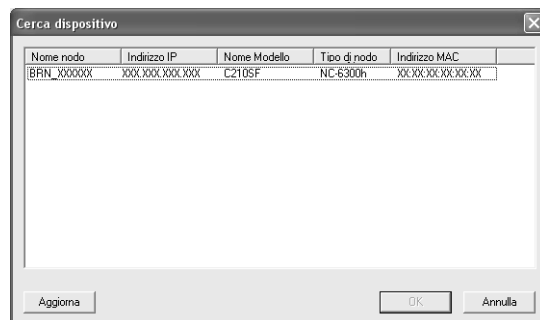 Cerca dispositivo
Nome nodo Indirizzo IP Nome Modello Tipo di nodo Indirizzo MAC
BRN_XXXXXX XXX.XXX.XXX.XXX C210SF NC-6300h XX:XX:XX:XX:XX:XX
Aggiorna OK Annulla